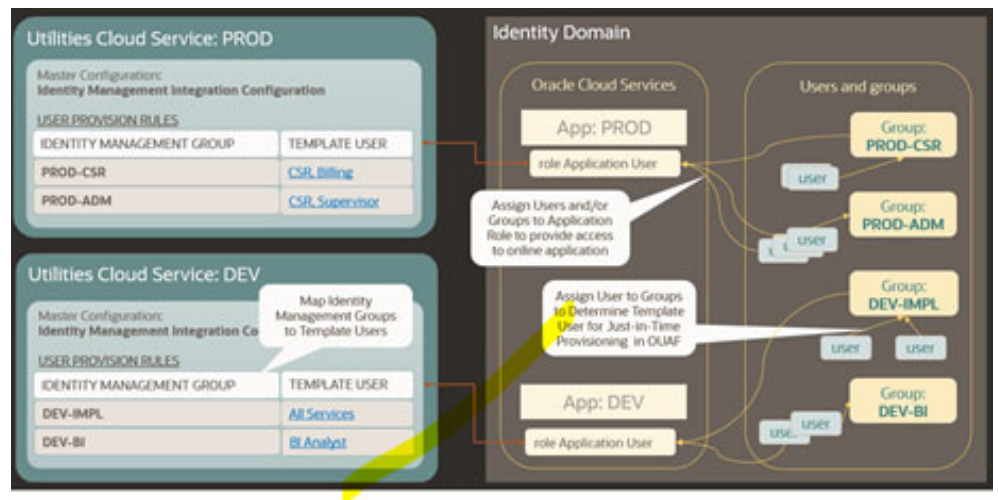 Utilities Cloud Service: PROD
Master Configuration:
Identity Management Integration Configuration
USER PROVISION RULES
IDENTITY MANAGEMENT GROUP
TEMPLATE USER
PROD-CSR
CSR, Billing
PROD-ADM
CSR, Supervisor
Utilities Cloud Service: DEV
Master Configuration:
Identity Management Integration Co
Map Identity
Management Groups
to Template Users
USER PROVISION RULES
IDENTITY MANAGEMENT GROUP
TEMPLATE USER
DEV-IMPL
All Services
DEV-BI
BI Analyst
Identity Domain
Oracle Cloud Services
App: PROD
role Application User
Assign Users and/or
Groups to Application
Role to provide access
to online application
Assign User to Groups
to Determine Template
User for Just-in-Time
Provisioning in OUAF
App: DEV
role Application User
Users and groups
Group:
PROD-CSR
user
Group:
PROD-ADM
user
Group:
DEV-IMPL
user
user
Group:
DEV-BI
user